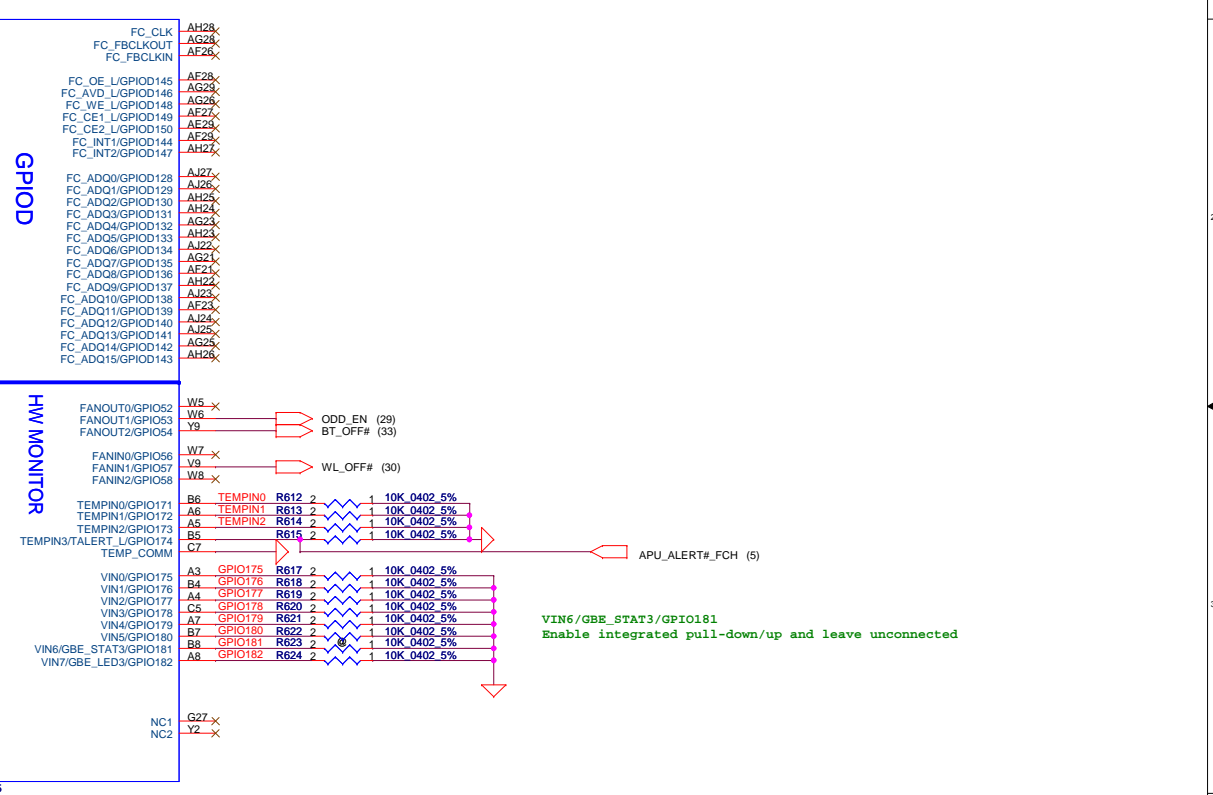 GPIOD
FC_CLK AH28
FC_FBCLKOUT AG28
FC_FBCLKIN AF26
FC_OE_L/GPIOD145 AF28
FC_AVD_L/GPIOD146 AG29
FC_WE_L/GPIOD148 AG26
FC_CE1_L/GPIOD149 AF27
FC_CE2_L/GPIOD150 AE29
FC_INT1/GPIOD144 AF29
FC_INT2/GPIOD147 AH27
FC_ADQ0/GPIOD128 AJ27
FC_ADQ1/GPIOD129 AJ26
FC_ADQ2/GPIOD130 AH25
FC_ADQ3/GPIOD131 AH24
FC_ADQ4/GPIOD132 AG23
FC_ADQ5/GPIOD133 AH23
FC_ADQ6/GPIOD134 AJ22
FC_ADQ7/GPIOD135 AG21
FC_ADQ8/GPIOD136 AF21
FC_ADQ9/GPIOD137 AH22
FC_ADQ10/GPIOD138 AJ23
FC_ADQ11/GPIOD139 AF23
FC_ADQ12/GPIOD140 AJ24
FC_ADQ13/GPIOD141 AJ25
FC_ADQ14/GPIOD142 AG25
FC_ADQ15/GPIOD143 AH26
HW MONITOR
FANOUT0/GPIO52 W5
FANOUT1/GPIO53 W6 ODD_EN (29)
FANOUT2/GPIO54 Y9 BT_OFF# (33)
FANIN0/GPIO56 W7
FANIN1/GPIO57 V9 WL_OFF# (30)
FANIN2/GPIO58 W8
TEMPIN0/GPIO171 B6 TEMPIN0 R612 2 1 10K_0402_5%
TEMPIN1/GPIO172 A6 TEMPIN1 R613 2 1 10K_0402_5%
TEMPIN2/GPIO173 A5 TEMPIN2 R614 2 1 10K_0402_5%
TEMPIN3/TALERT_L/GPIO174 B5 R615 2 1 10K_0402_5%
TEMP_COMM C7 APU_ALERT#_FCH (5)
VIN0/GPIO175 A3 GPIO175 R617 2 1 10K_0402_5%
VIN1/GPIO176 B4 GPIO176 R618 2 1 10K_0402_5%
VIN2/GPIO177 A4 GPIO177 R619 2 1 10K_0402_5%
VIN3/GPIO178 C5 GPIO178 R620 2 1 10K_0402_5%
VIN4/GPIO179 A7 GPIO179 R621 2 1 10K_0402_5%
VIN5/GPIO180 B7 GPIO180 R622 2 1 10K_0402_5%
VIN6/GBE_STAT3/GPIO181 B8 GPIO181 R623 2 @ 1 10K_0402_5%
VIN7/GBE_LED3/GPIO182 A8 GPIO182 R624 2 1 10K_0402_5%
VIN6/GBE_STAT3/GPIO181
Enable integrated pull-down/up and leave unconnected
NC1 G27
NC2 Y2
2
3